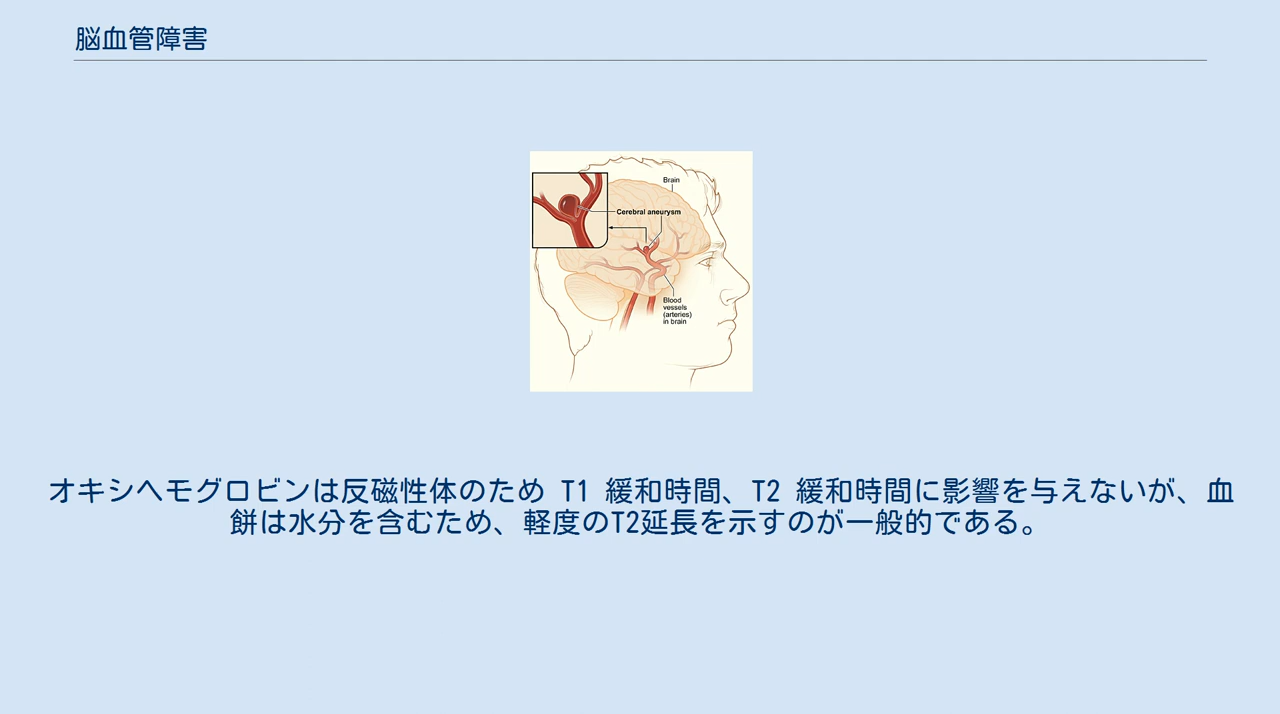 脳血管障害
Brain
Cerebral aneurysm
Blood
vessels
(arteries)
in brain
オキシヘモグロビンは反磁性体のため T1 緩和時間、T2 緩和時間に影響を与えないが、血
餅は水分を含むため、軽度のT2延長を示すのが一般的である。